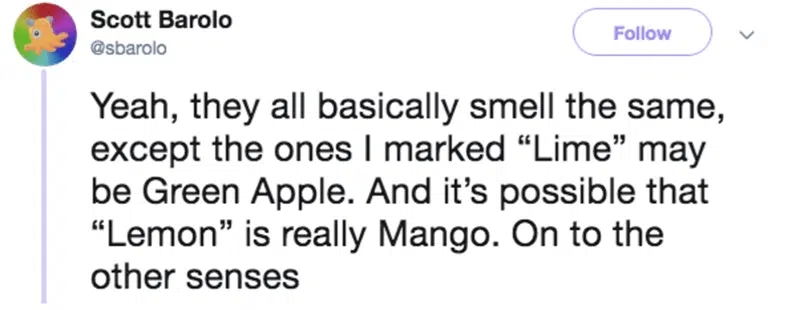 Scott Barolo
@sbarolo
Follow
Yeah, they all basically smell the same,
except the ones I marked “Lime” may
be Green Apple. And it’s possible that
“Lemon” is really Mango. On to the
other senses